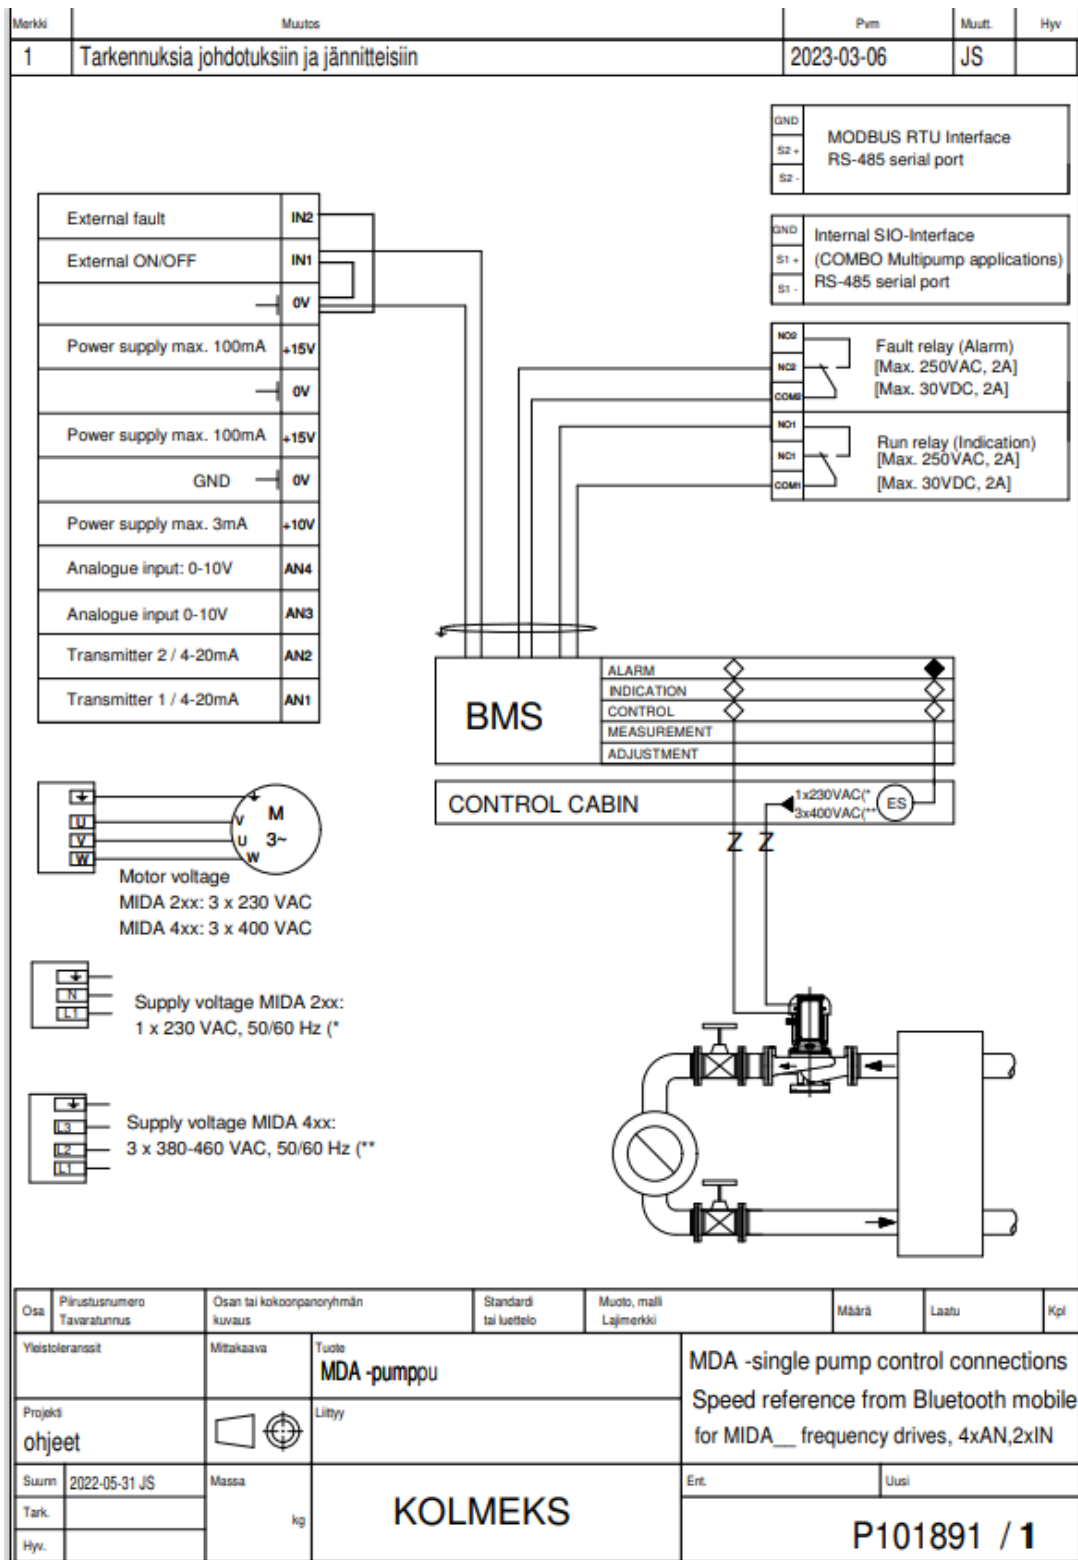 Merkki Muutos Pvm Muutt. Hyv
1 Tarkennuksia johdotuksiin ja jännitteisiin 2023-03-06 JS
GND
S2 +
S2 -
MODBUS RTU Interface
RS-485 serial port
GND
S1 +
S1 -
Internal SIO-Interface
(COMBO Multipump applications)
RS-485 serial port
External fault IN2
External ON/OFF IN1
0V
Power supply max. 100mA +15V
0V
Power supply max. 100mA +15V
GND 0V
Power supply max. 3mA +10V
Analogue input: 0-10V AN4
Analogue input 0-10V AN3
Transmitter 2 / 4-20mA AN2
Transmitter 1 / 4-20mA AN1
NO2
NC2
COM2
Fault relay (Alarm)
[Max. 250VAC, 2A]
[Max. 30VDC, 2A]
NO1
NC1
COM1
Run relay (Indication)
[Max. 250VAC, 2A]
[Max. 30VDC, 2A]
BMS
ALARM
INDICATION
CONTROL
MEASUREMENT
ADJUSTMENT
CONTROL CABIN
1x230VAC(*
3x400VAC(**
ES
Z Z
U
V
W
M
3~
V
U
W
Motor voltage
MIDA 2xx: 3 x 230 VAC
MIDA 4xx: 3 x 400 VAC
N
L1
Supply voltage MIDA 2xx:
1 x 230 VAC, 50/60 Hz (*
L3
L2
L1
Supply voltage MIDA 4xx:
3 x 380-460 VAC, 50/60 Hz (**
Osa
Piirustusnumero
Tavaratunnus
Osan tai kokoonpanoryhmän
kuvaus
Standardi
tai luettelo
Muoto, malli
Lajimerkki
Määrä
Laatu
Kpl
Yleistoleranssit
Mittakaava
Tuote
MDA -pumppu
MDA -single pump control connections
Speed reference from Bluetooth mobile
for MIDA__ frequency drives, 4xAN,2xIN
Projekti
ohjeet
Liittyy
Suunn 2022-05-31 JS
Tark.
Hyv.
Massa
kg
KOLMEKS
Ent.
Uusi
P101891 / 1